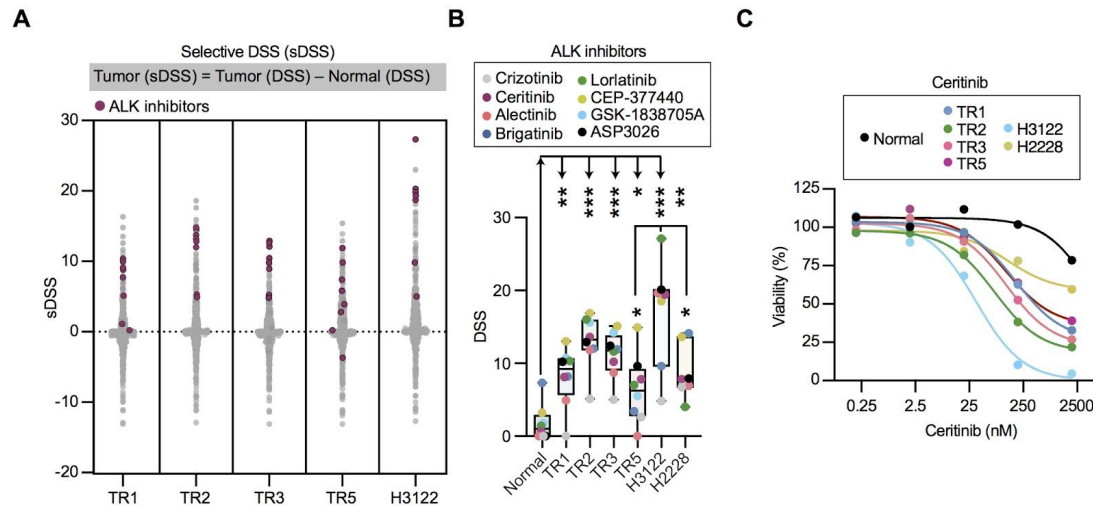 A
Selective DSS (sDSS)
Tumor (sDSS) = Tumor (DSS) – Normal (DSS)
ALK inhibitors
sDSS
30
20
10
0
-10
-20
TR1 TR2 TR3 TR5 H3122
B
ALK inhibitors
Crizotinib Lorlatinib
Ceritinib CEP-377440
Alectinib GSK-1838705A
Brigatinib ASP3026
** *** *** * *** **
* *
DSS
30
20
10
0
Normal TR1 TR2 TR3 TR5 H3122 H2228
C
Ceritinib
Normal
TR1
TR2 H3122
TR3 H2228
TR5
Viability (%)
125
100
75
50
25
0
0.25 2.5 25 250 2500
Ceritinib (nM)